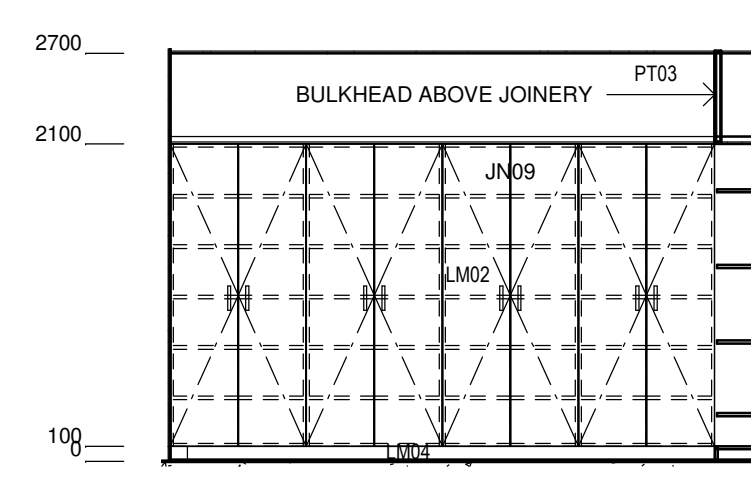 2700
PT03
BULKHEAD ABOVE JOINERY
2100
JN09
LM02
100
0
LM04